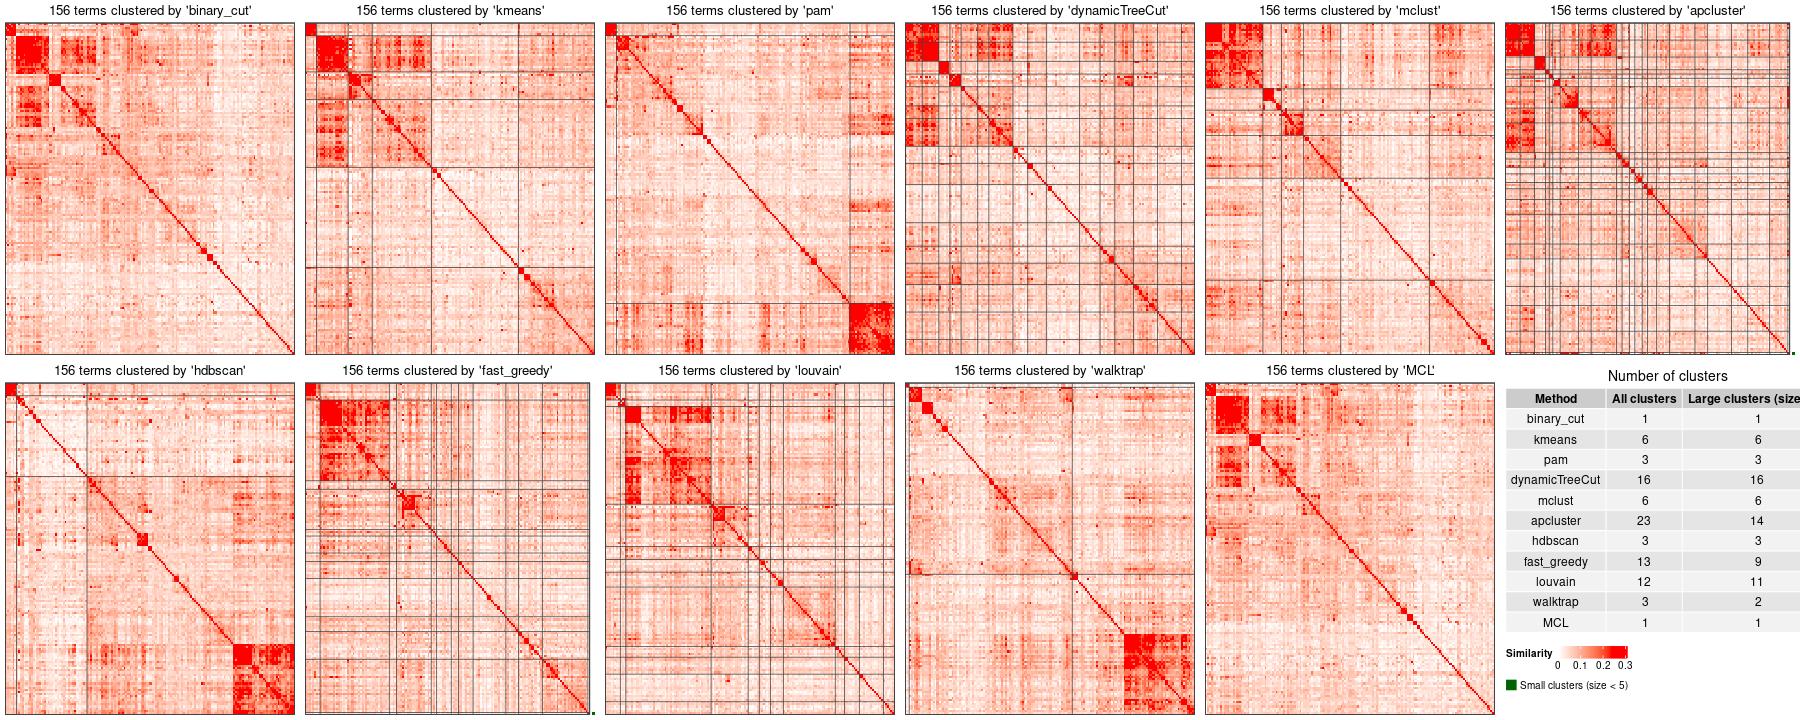 156 terms clustered by 'binary_cut'
156 terms clustered by 'kmeans'
156 terms clustered by 'pam'
156 terms clustered by 'dynamicTreeCut'
156 terms clustered by 'mclust'
156 terms clustered by 'apcluster'
156 terms clustered by 'hdbscan'
156 terms clustered by 'fast_greedy'
156 terms clustered by 'louvain'
156 terms clustered by 'walktrap'
156 terms clustered by 'MCL'
Number of clusters
Method All clusters Large clusters (size
binary_cut 1 1
kmeans 6 6
pam 3 3
dynamicTreeCut 16 16
mclust 6 6
apcluster 23 14
hdbscan 3 3
fast_greedy 13 9
louvain 12 11
walktrap 3 2
MCL 1 1
Similarity
0 0.1 0.2 0.3
Small clusters (size < 5)